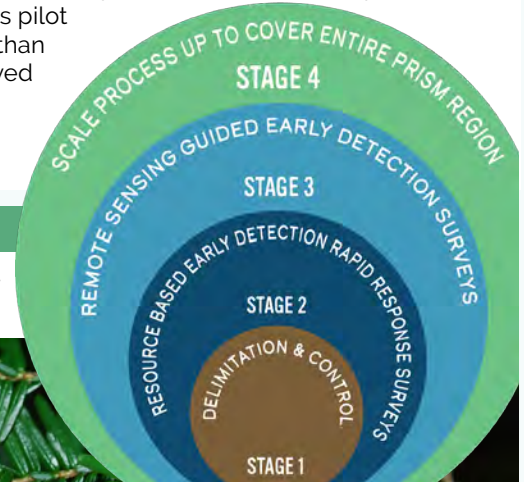 s pilot
than
SCALE PROCESS UP TO COVER ENTIRE PRISM REGION
STAGE 4
REMOTE SENSING GUIDED EARLY DETECTION SURVEYS
STAGE 3
RESOURCE BASED EARLY DETECTION RAPID RESPONSE SURVEYS
STAGE 2
DELIMITATION & CONTROL
STAGE 1